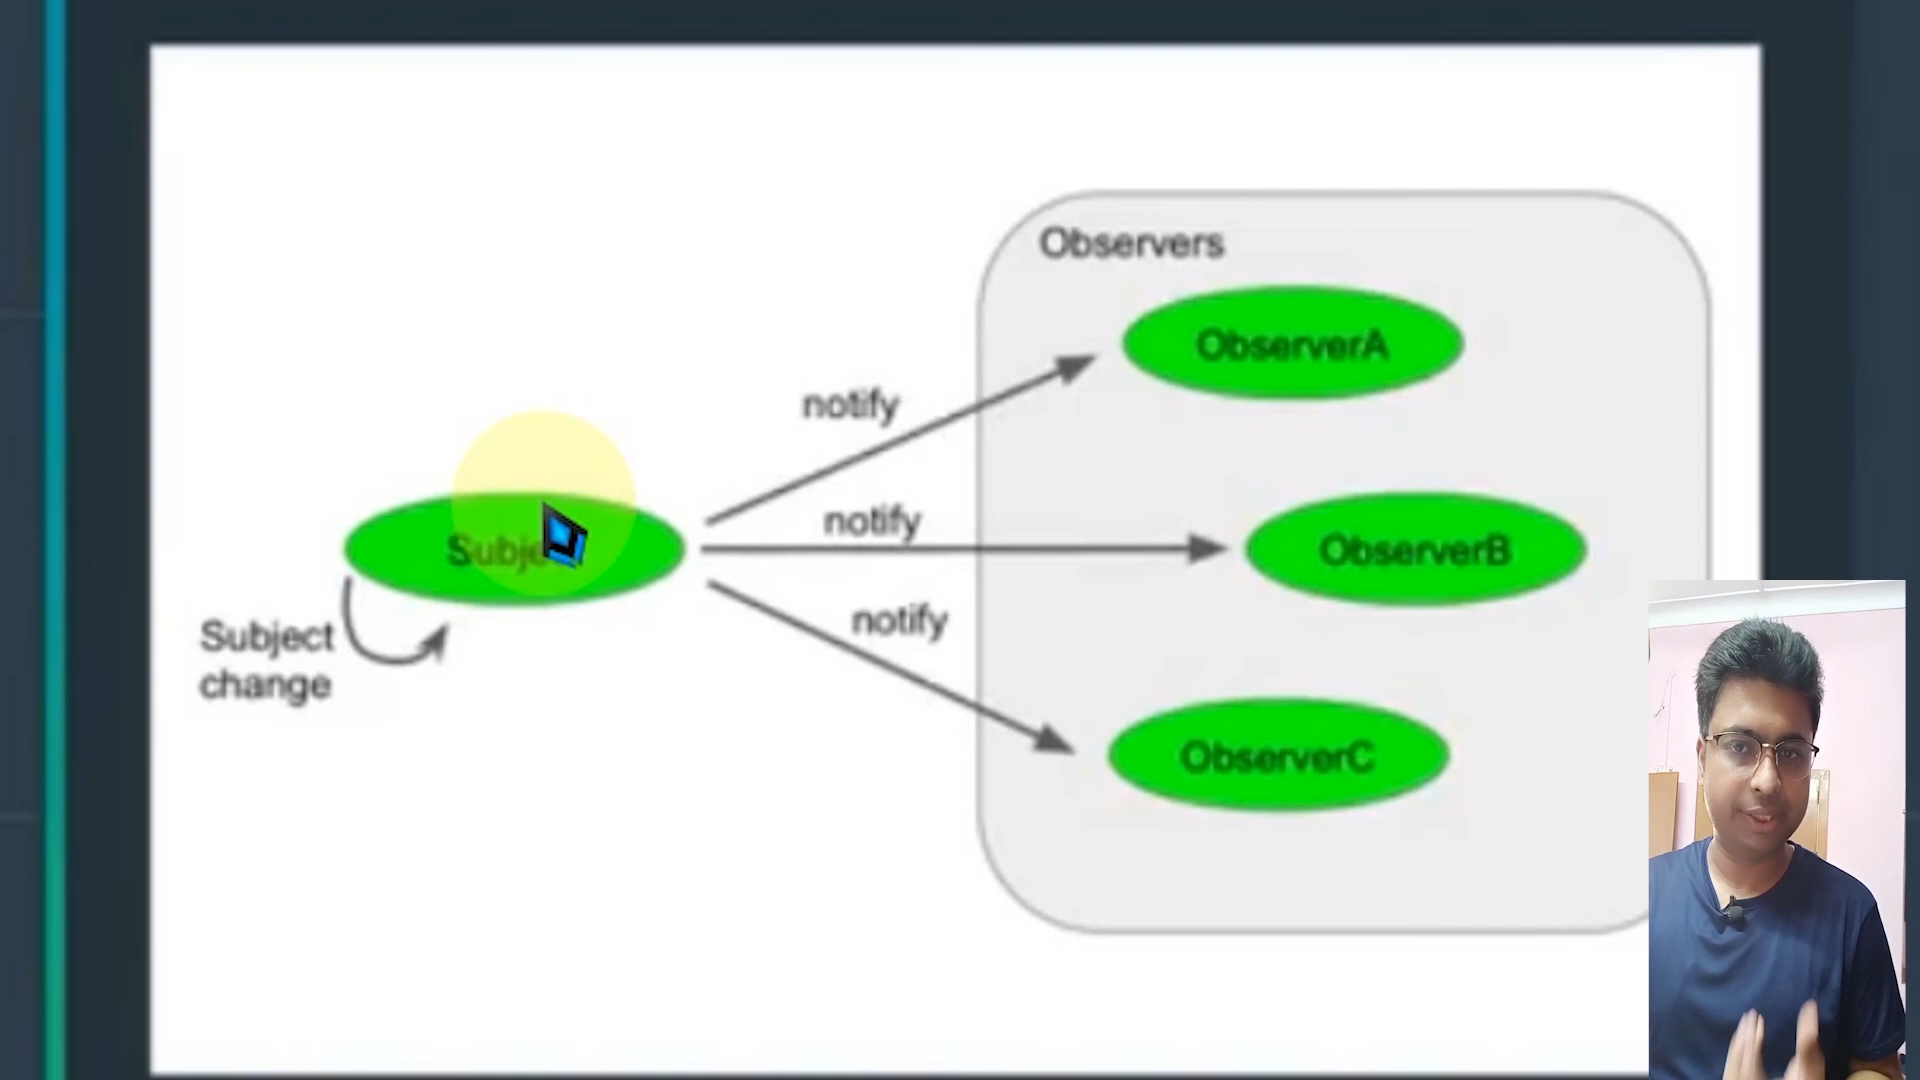 Observers
ObserverA
notify
notify
ObserverB
Subject
change
notify
ObserverC